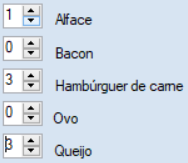 1 Alface
0 Bacon
3 Hambúrguer de carne
0 Ovo
3 Queijo